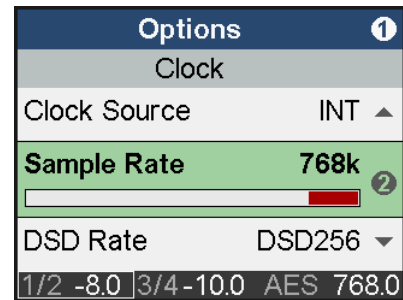 Options 1
Clock
Clock Source INT
Sample Rate 768k
2
DSD Rate DSD256
1/2 -8.0 3/4 -10.0 AES 768.0